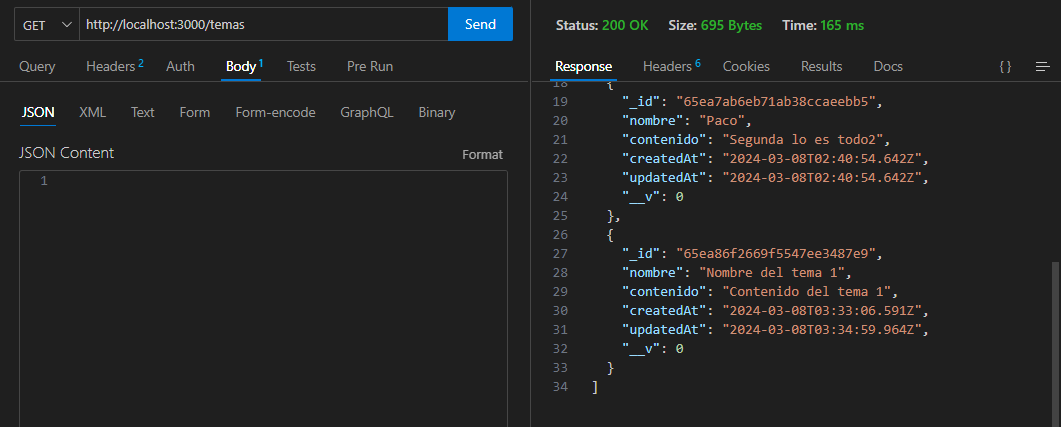 GET http://localhost:3000/temas Send
Query Headers 2 Auth Body 1 Tests Pre Run
JSON XML Text Form Form-encode GraphQL Binary
JSON Content Format
1
Status: 200 OK Size: 695 Bytes Time: 165 ms
Response Headers 6 Cookies Results Docs {}
18 {
19 "_id": "65ea7ab6eb71ab38ccaeebb5",
20 "nombre": "Paco",
21 "contenido": "Segunda lo es todo2",
22 "createdAt": "2024-03-08T02:40:54.642Z",
23 "updatedAt": "2024-03-08T02:40:54.642Z",
24 "__v": 0
25 },
26 {
27 "_id": "65ea86f2669f5547ee3487e9",
28 "nombre": "Nombre del tema 1",
29 "contenido": "Contenido del tema 1",
30 "createdAt": "2024-03-08T03:33:06.591Z",
31 "updatedAt": "2024-03-08T03:34:59.964Z",
32 "__v": 0
33 }
34 ]